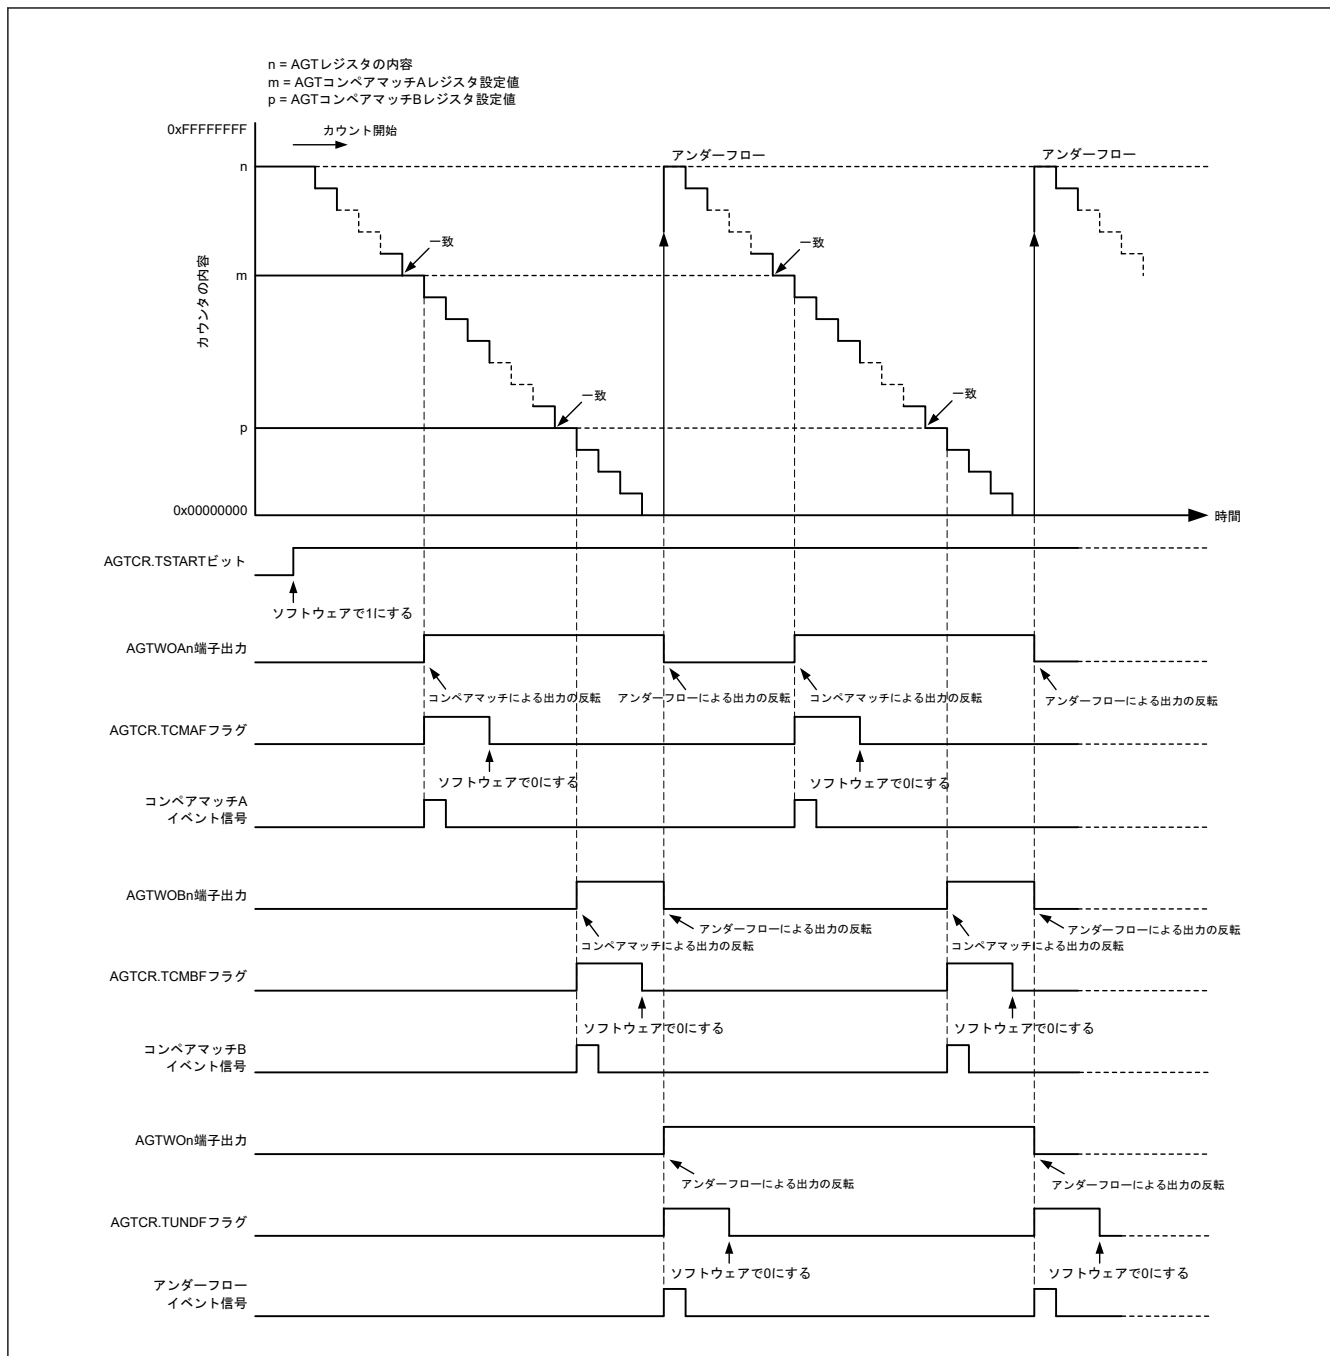 n = AGTレジスタの内容
m = AGTコンペアマッチAレジスタ設定値
p = AGTコンペアマッチBレジスタ設定値
0xFFFFFFFF
カウント開始
n
アンダーフロー
アンダーフロー
一致
一致
m
カウンタの内容
一致
一致
p
0x00000000
時間
AGTCR.TSTARTビット
ソフトウェアで1にする
AGTWOAn端子出力
コンペアマッチによる出力の反転
アンダーフローによる出力の反転
コンペアマッチによる出力の反転
アンダーフローによる出力の反転
AGTCR.TCMAFフラグ
ソフトウェアで0にする
ソフトウェアで0にする
コンペアマッチA
イベント信号
AGTWOBn端子出力
アンダーフローによる出力の反転
アンダーフローによる出力の反転
コンペアマッチによる出力の反転
コンペアマッチによる出力の反転
AGTCR.TCMBFフラグ
ソフトウェアで0にする
ソフトウェアで0にする
コンペアマッチB
イベント信号
AGTWOn端子出力
アンダーフローによる出力の反転
アンダーフローによる出力の反転
AGTCR.TUNDFフラグ
ソフトウェアで0にする
ソフトウェアで0にする
アンダーフロー
イベント信号